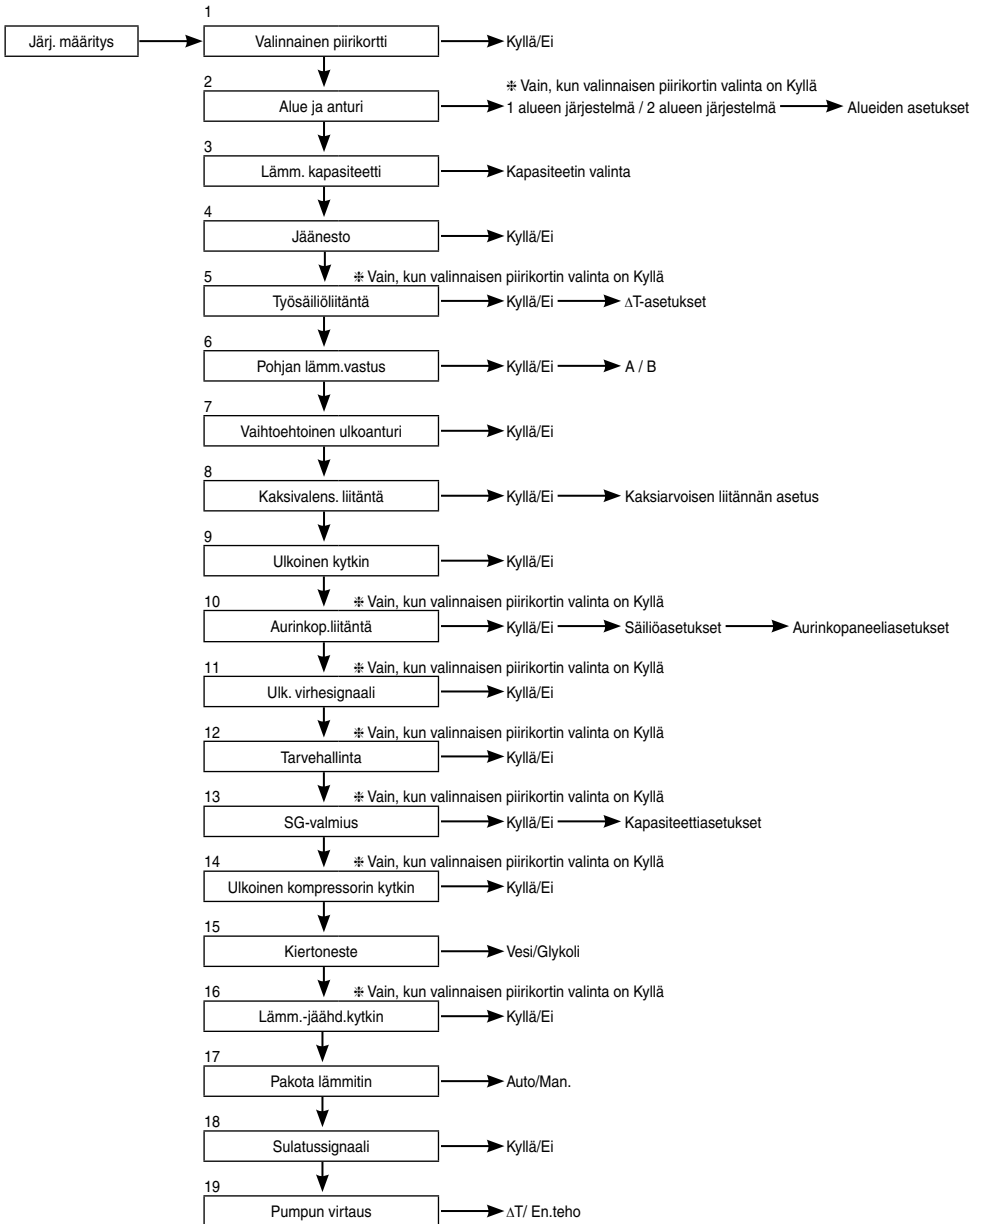 1
Järj. määritys
Valinnainen piirikortti
Kyllä/Ei
2
❉ Vain, kun valinnaisen piirikortin valinta on Kyllä
Alue ja anturi
1 alueen järjestelmä / 2 alueen järjestelmä
Alueiden asetukset
3
Lämm. kapasiteetti
Kapasiteetin valinta
4
Jäänesto
Kyllä/Ei
5
❉ Vain, kun valinnaisen piirikortin valinta on Kyllä
Työsäiliöliitäntä
Kyllä/Ei
∆T-asetukset
6
Pohjan lämm.vastus
Kyllä/Ei
A / B
7
Vaihtoehtoinen ulkoanturi
Kyllä/Ei
8
Kaksivalens. liitäntä
Kyllä/Ei
Kaksiarvoisen liitännän asetus
9
Ulkoinen kytkin
Kyllä/Ei
10
❉ Vain, kun valinnaisen piirikortin valinta on Kyllä
Aurinkop.liitäntä
Kyllä/Ei
Säiliöasetukset
Aurinkopaneeliasetukset
11
❉ Vain, kun valinnaisen piirikortin valinta on Kyllä
Ulk. virhesignaali
Kyllä/Ei
12
❉ Vain, kun valinnaisen piirikortin valinta on Kyllä
Tarvehallinta
Kyllä/Ei
13
❉ Vain, kun valinnaisen piirikortin valinta on Kyllä
SG-valmius
Kyllä/Ei
Kapasiteettiasetukset
14
❉ Vain, kun valinnaisen piirikortin valinta on Kyllä
Ulkoinen kompressorin kytkin
Kyllä/Ei
15
Kiertoneste
Vesi/Glykoli
16
❉ Vain, kun valinnaisen piirikortin valinta on Kyllä
Lämm.-jäähd.kytkin
Kyllä/Ei
17
Pakota lämmitin
Auto/Man.
18
Sulatussignaali
Kyllä/Ei
19
Pumpun virtaus
∆T/ En.teho